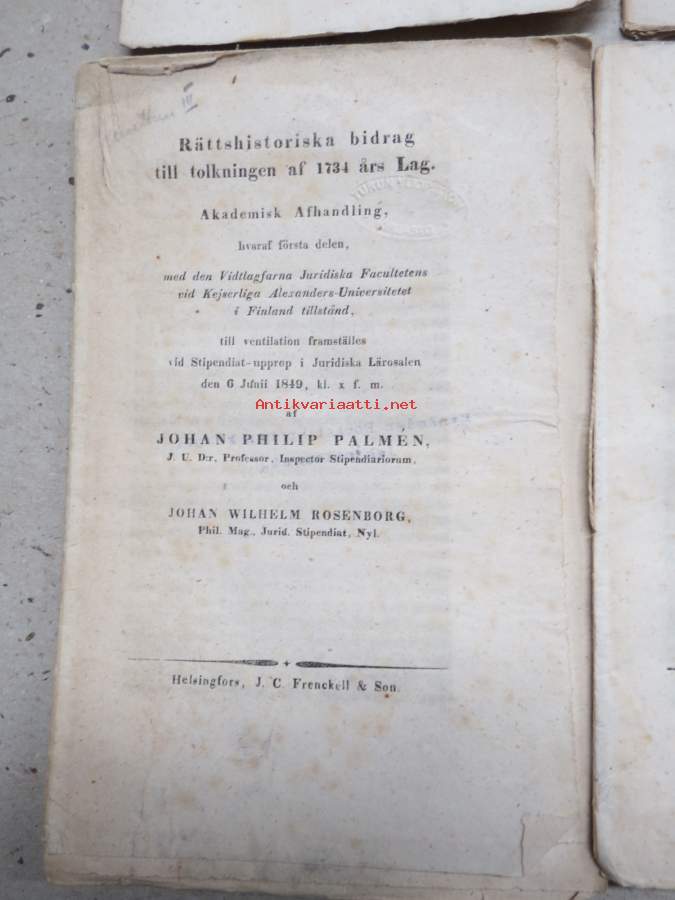 III
Rättshistoriska bidrag
till tolkningen af 1734 års Lag.
Akademisk Afhandling,
hvaraf första delen,
med den Vidtlagfarna Juridiska Facultetens
vid Kejserliga Alexanders-Universitetet
i Finland tillstånd,
till ventilation framställes
vid Stipendiat-upprop i Juridiska Lärosalen
den 6 Junii 1849, kl. x f. m.
Antikvariaatti.net
af
JOHAN PHILIP PALMÉN,
J. U. D:r, Professor, Inspector Stipendiariorum,
och
JOHAN WILHELM ROSENBORG,
Phil. Mag., Jurid. Stipendiat, Nyl.
Helsingfors, J. C. Frenckell & Son.